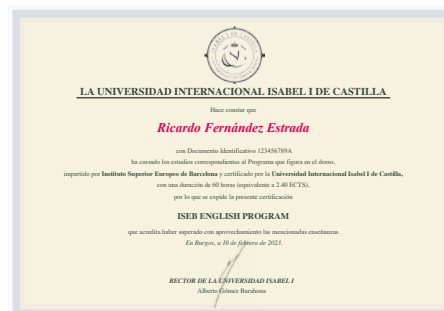 LA UNIVERSIDAD INTERNACIONAL ISABEL I DE CASTILLA
Hace constar que
Ricardo Fernández Estrada
con Documento Identificativo 123456789A
ha cursado los estudios correspondientes al Programa que figura en el dorso,
impartido por Instituto Superior Europeo de Barcelona y certificado por la Universidad Internacional Isabel I de Castilla,
con una duración de 60 horas (equivalente a 2.40 ECTS),
por lo que se expide la presente certificación
ISEB ENGLISH PROGRAM
que acredita haber superado con aprovechamiento las mencionadas enseñanzas.
En Burgos, a 10 de febrero de 2023.
RECTOR DE LA UNIVERSIDAD ISABEL I
Alberto Gómez Barahona